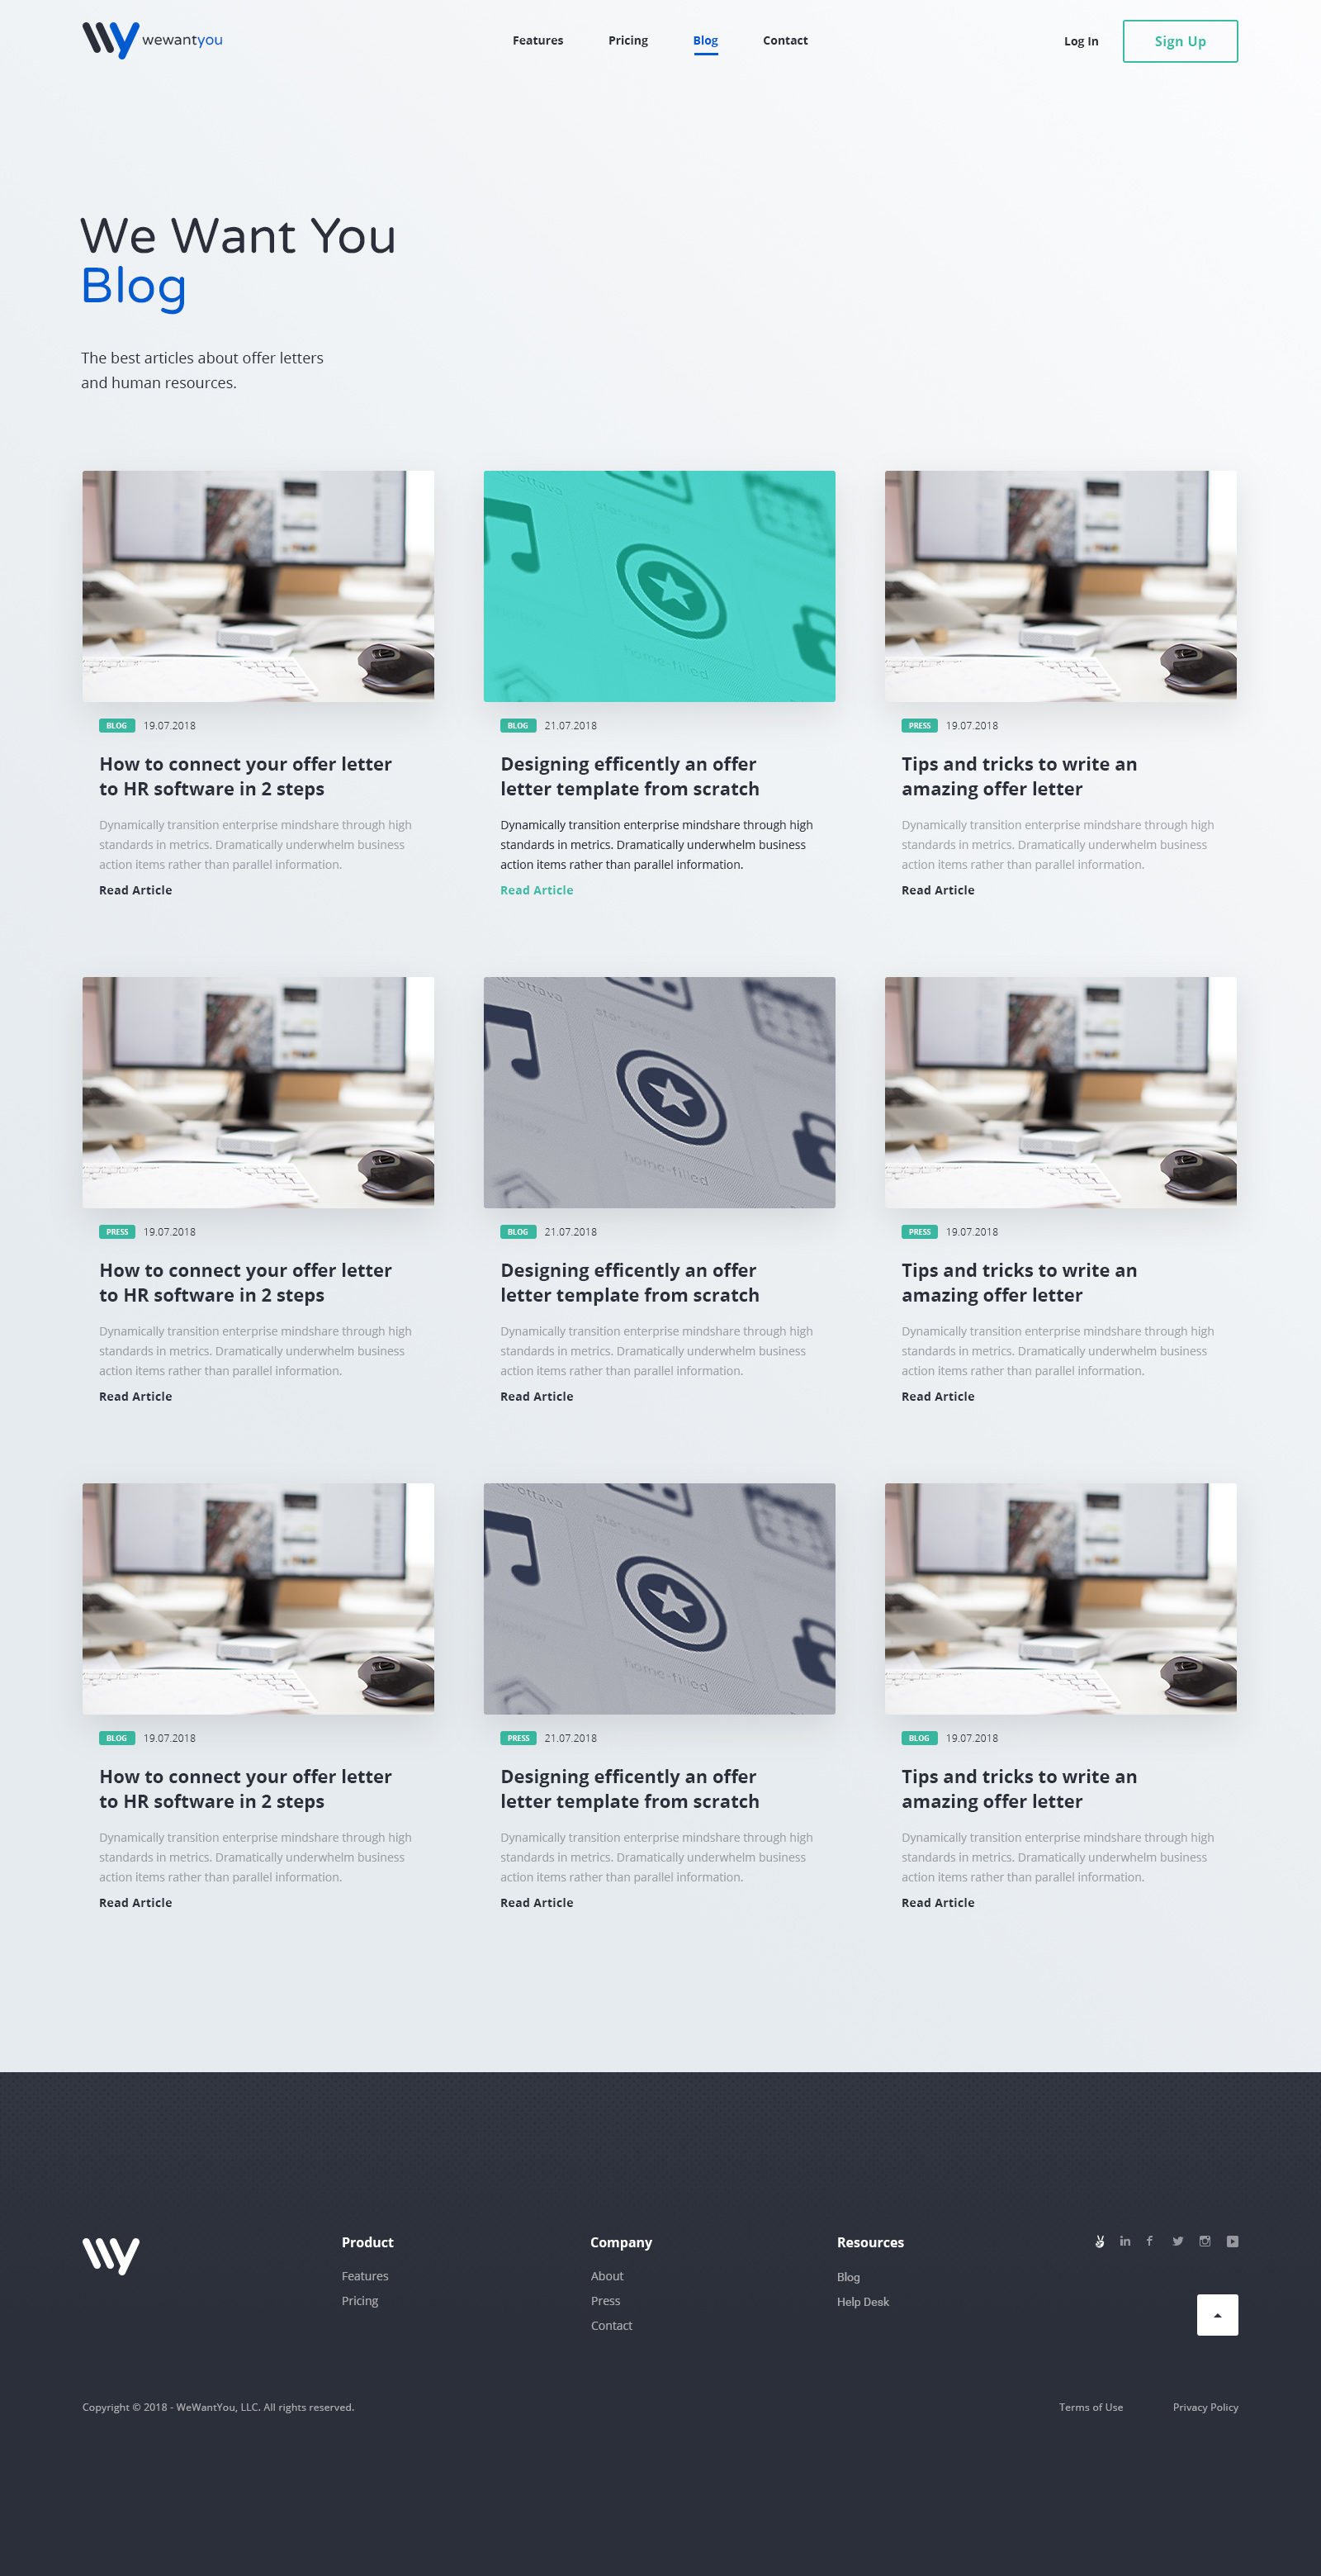 wewantyou
Features
Pricing
Blog
Contact
Log In
Sign Up
We Want You
Blog
The best articles about offer letters
and human resources.
star-shield
home-filled
BLOG 19.07.2018
How to connect your offer letter
to HR software in 2 steps
Dynamically transition enterprise mindshare through high
standards in metrics. Dramatically underwhelm business
action items rather than parallel information.
Read Article
BLOG 21.07.2018
Designing efficently an offer
letter template from scratch
Dynamically transition enterprise mindshare through high
standards in metrics. Dramatically underwhelm business
action items rather than parallel information.
Read Article
PRESS 19.07.2018
Tips and tricks to write an
amazing offer letter
Dynamically transition enterprise mindshare through high
standards in metrics. Dramatically underwhelm business
action items rather than parallel information.
Read Article
e-ottava
star-shield
home-filled
PRESS 19.07.2018
How to connect your offer letter
to HR software in 2 steps
Dynamically transition enterprise mindshare through high
standards in metrics. Dramatically underwhelm business
action items rather than parallel information.
Read Article
BLOG 21.07.2018
Designing efficently an offer
letter template from scratch
Dynamically transition enterprise mindshare through high
standards in metrics. Dramatically underwhelm business
action items rather than parallel information.
Read Article
PRESS 19.07.2018
Tips and tricks to write an
amazing offer letter
Dynamically transition enterprise mindshare through high
standards in metrics. Dramatically underwhelm business
action items rather than parallel information.
Read Article
e-ottava
star-shield
home-filled
BLOG 19.07.2018
How to connect your offer letter
to HR software in 2 steps
Dynamically transition enterprise mindshare through high
standards in metrics. Dramatically underwhelm business
action items rather than parallel information.
Read Article
PRESS 21.07.2018
Designing efficently an offer
letter template from scratch
Dynamically transition enterprise mindshare through high
standards in metrics. Dramatically underwhelm business
action items rather than parallel information.
Read Article
BLOG 19.07.2018
Tips and tricks to write an
amazing offer letter
Dynamically transition enterprise mindshare through high
standards in metrics. Dramatically underwhelm business
action items rather than parallel information.
Read Article
Product
Features
Pricing
Company
About
Press
Contact
Resources
Blog
Help Desk
Copyright © 2018 - WeWantYou, LLC. All rights reserved.
Terms of Use
Privacy Policy